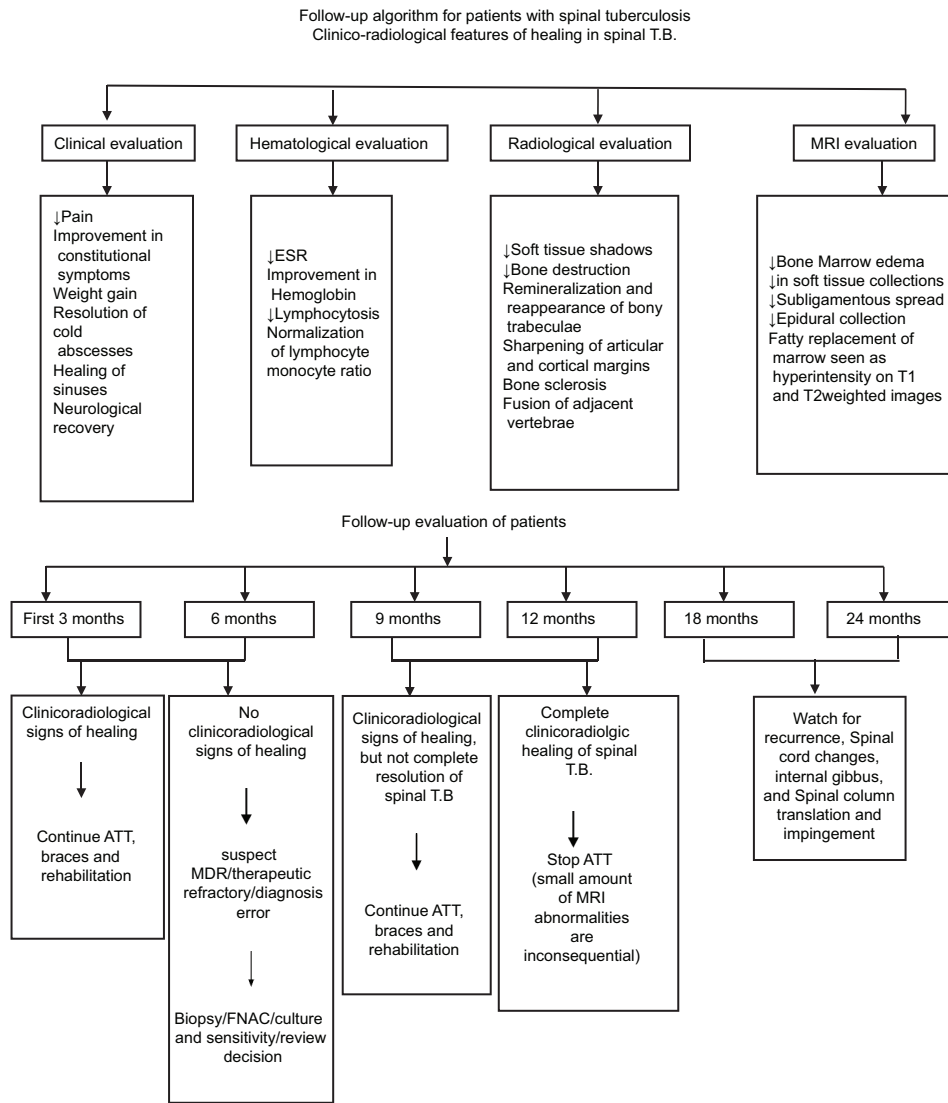 Follow-up algorithm for patients with spinal tuberculosis
Clinico-radiological features of healing in spinal T.B.
Clinical evaluation
Hematological evaluation
Radiological evaluation
MRI evaluation
↓Pain
Improvement in
constitutional
symptoms
Weight gain
Resolution of
cold
abscesses
Healing of
sinuses
Neurological
recovery
↓ESR
Improvement in
Hemoglobin
↓Lymphocytosis
Normalization
of lymphocyte
monocyte ratio
↓Soft tissue shadows
↓Bone destruction
Remineralization and
reappearance of bony
trabeculae
Sharpening of articular
and cortical margins
Bone sclerosis
Fusion of adjacent
vertebrae
↓Bone Marrow edema
↓in soft tissue collections
↓Subligamentous spread
↓Epidural collection
Fatty replacement of
marrow seen as
hyperintensity on T1
and T2weighted images
Follow-up evaluation of patients
First 3 months
6 months
9 months
12 months
18 months
24 months
Clinicoradiological
signs of healing
Continue ATT,
braces and
rehabilitation
No
clinicoradiological
signs of healing
suspect
MDR/therapeutic
refractory/diagnosis
error
Biopsy/FNAC/culture
and sensitivity/review
decision
Clinicoradiological
signs of healing,
but not complete
resolution of
spinal T.B
Continue ATT,
braces and
rehabilitation
Complete
clinicoradiolgic
healing of spinal
T.B.
Stop ATT
(small amount
of MRI
abnormalities
are
inconsequential)
Watch for
recurrence, Spinal
cord changes,
internal gibbus,
and Spinal column
translation and
impingement